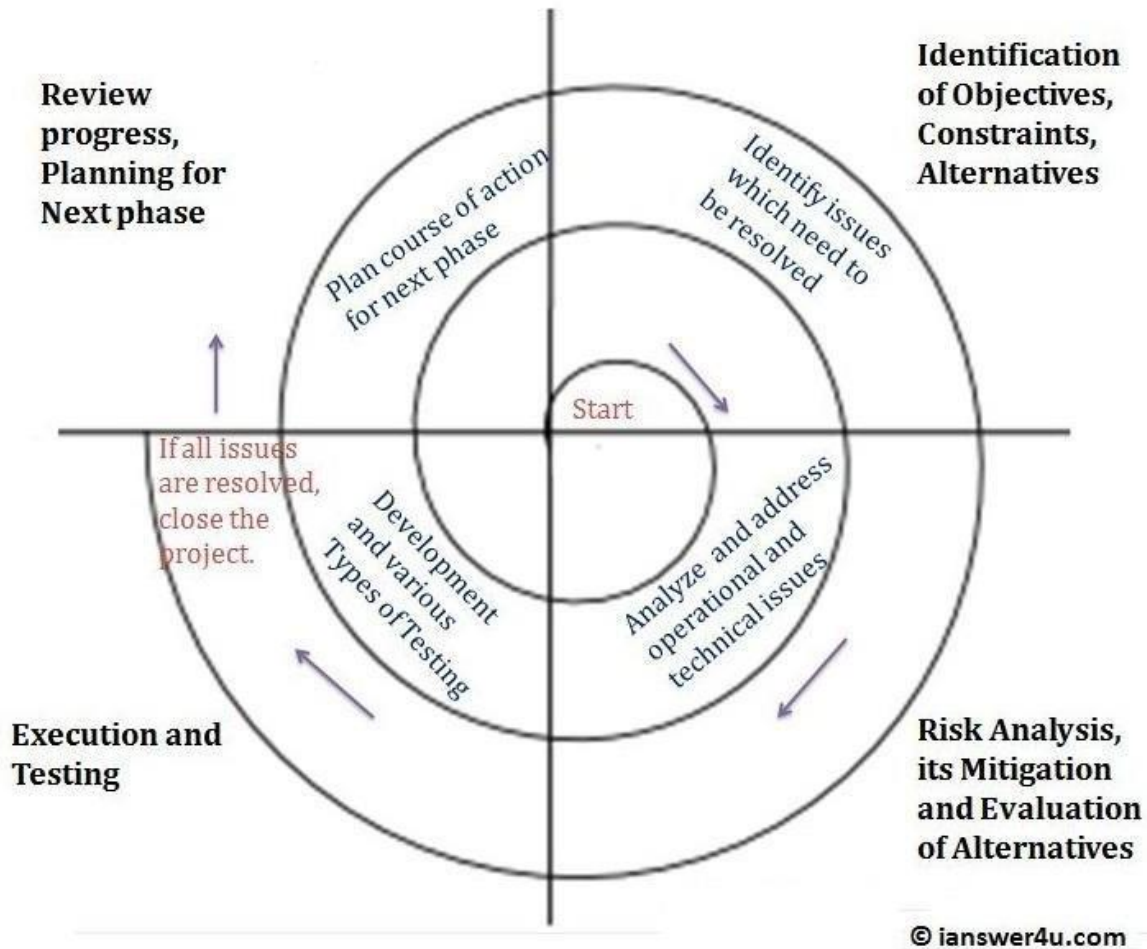 Identification
of Objectives,
Constraints,
Alternatives
Review
progress,
Planning for
Next phase
Plan course of action
for next phase
Identify issues
which need to
be resolved
Start
If all issues
are resolved,
close the
project.
Development
and various
Types of Testing
Analyze and address
operational and
technical issues
Execution and
Testing
Risk Analysis,
its Mitigation
and Evaluation
of Alternatives
© ianswer4u.com